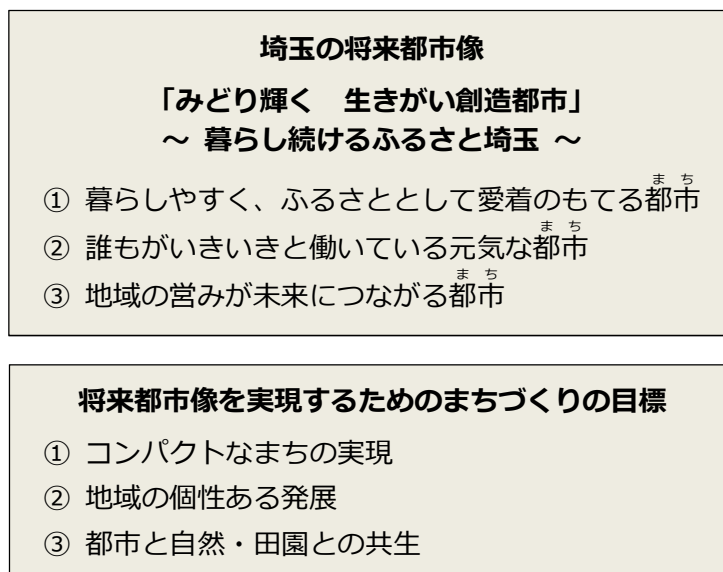 埼玉の将来都市像
「みどり輝く 生きがい創造都市」
～ 暮らし続けるふるさと埼玉 ～
① 暮らしやすく、ふるさととして愛着のもてる都市
まち
② 誰もがいきいきと働いている元気な都市
まち
③ 地域の営みが未来につながる都市
まち
将来都市像を実現するためのまちづくりの目標
① コンパクトなまちの実現
② 地域の個性ある発展
③ 都市と自然・田園との共生